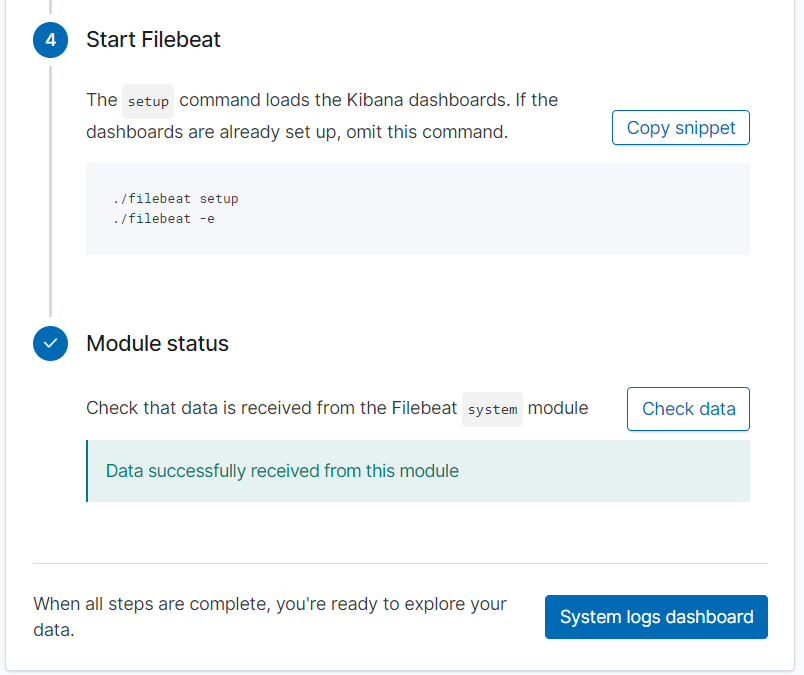 4 Start Filebeat
The setup command loads the Kibana dashboards. If the
dashboards are already set up, omit this command.
Copy snippet
./filebeat setup
./filebeat -e
Module status
Check that data is received from the Filebeat system module
Check data
Data successfully received from this module
When all steps are complete, you're ready to explore your
data.
System logs dashboard